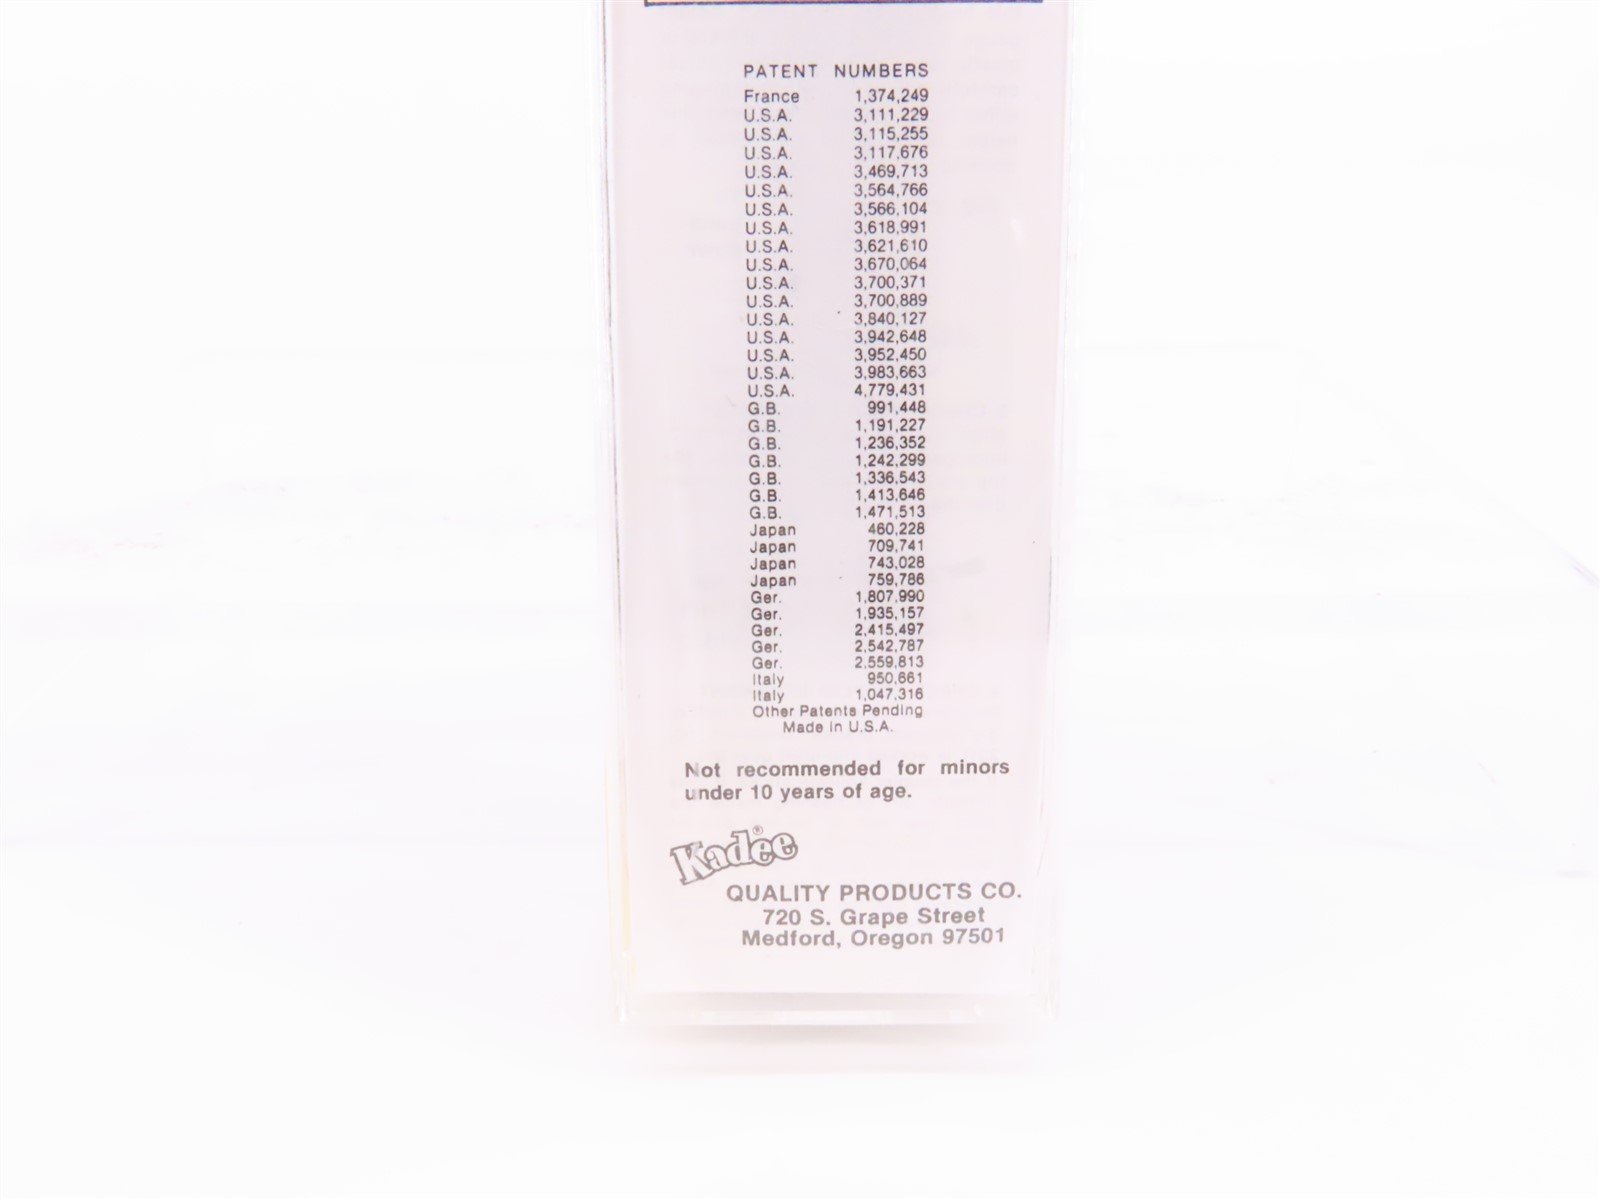 PATENT NUMBERS
France 1,374,249
U.S.A. 3,111,229
U.S.A. 3,115,255
U.S.A. 3,117,676
U.S.A. 3,469,713
U.S.A. 3,564,766
U.S.A. 3,566,104
U.S.A. 3,618,991
U.S.A. 3,621,610
U.S.A. 3,670,064
U.S.A. 3,700,371
U.S.A. 3,700,889
U.S.A. 3,840,127
U.S.A. 3,942,648
U.S.A. 3,952,450
U.S.A. 3,983,663
U.S.A. 4,779,431
G.B. 991,448
G.B. 1,191,227
G.B. 1,236,352
G.B. 1,242,299
G.B. 1,336,543
G.B. 1,413,646
G.B. 1,471,513
Japan 460,228
Japan 709,741
Japan 743,028
Japan 759,786
Ger. 1,807,990
Ger. 1,935,157
Ger. 2,415,497
Ger. 2,542,787
Ger. 2,559,813
Italy 950,661
Italy 1,047,316
Other Patents Pending
Made in U.S.A.
Not recommended for minors
under 10 years of age.
Kadee®
QUALITY PRODUCTS CO.
720 S. Grape Street
Medford, Oregon 97501